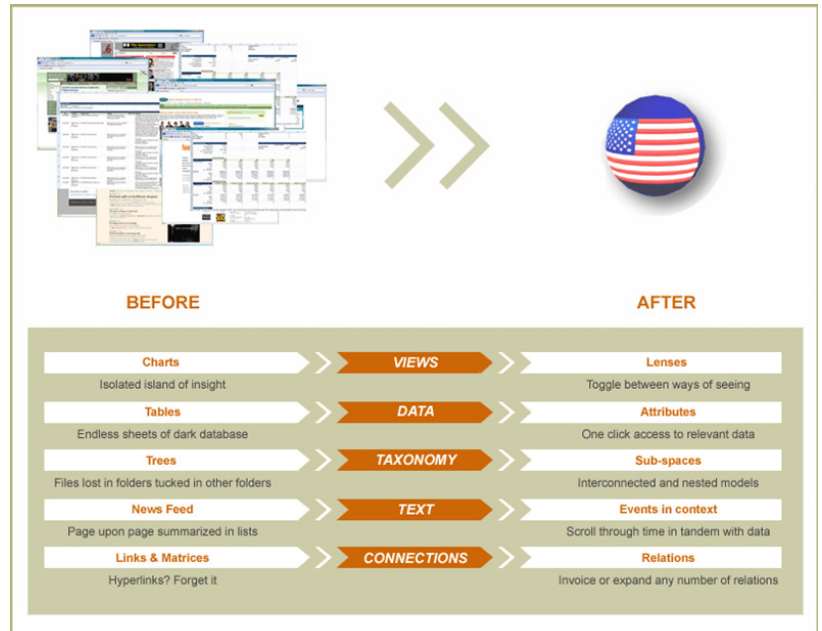 BEFORE
AFTER
Charts
VIEWS
Lenses
Isolated island of insight
Toggle between ways of seeing
Tables
DATA
Attributes
Endless sheets of dark database
One click access to relevant data
Trees
TAXONOMY
Sub-spaces
Files lost in folders tucked in other folders
Interconnected and nested models
News Feed
TEXT
Events in context
Page upon page summarized in lists
Scroll through time in tandem with data
Links & Matrices
CONNECTIONS
Relations
Hyperlinks? Forget it
Invoice or expand any number of relations